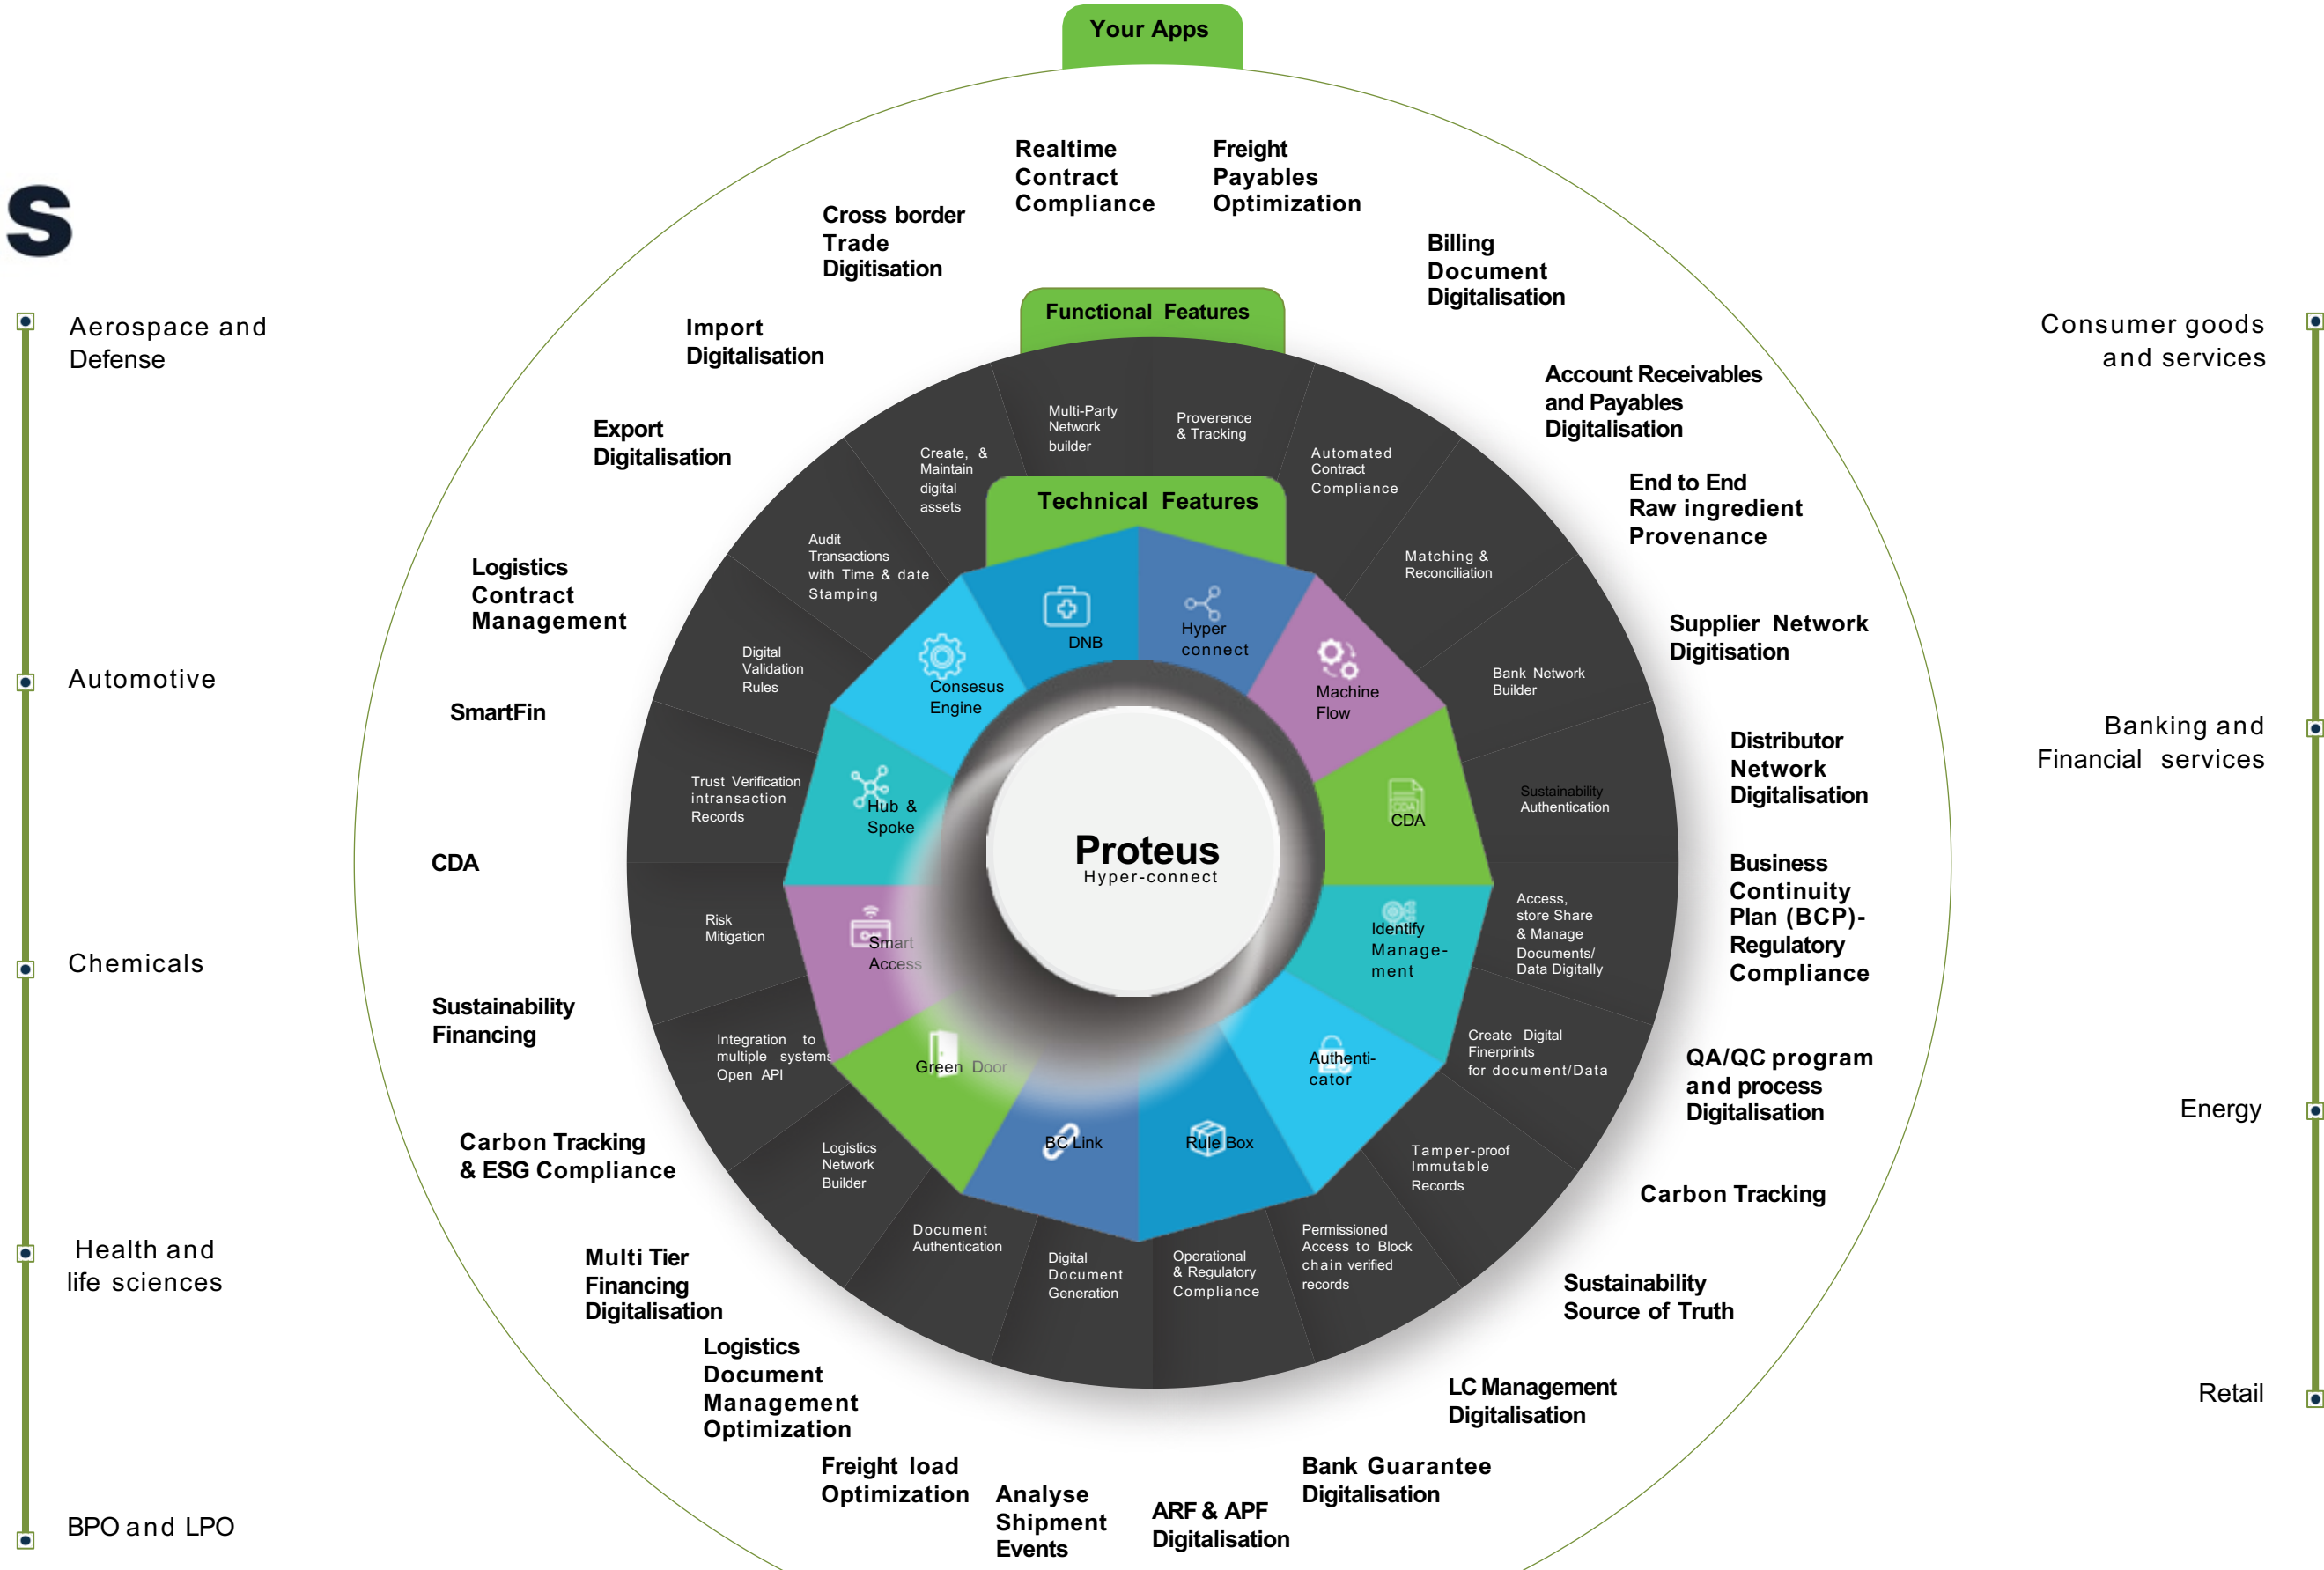 Your Apps
s
Realtime
Contract
Compliance
Freight
Payables
Optimization
Cross border
Trade
Digitisation
Billing
Document
Digitalisation
Import
Digitalisation
Account Receivables
and Payables
Digitalisation
Export
Digitalisation
End to End
Raw ingredient
Provenance
Logistics
Contract
Management
Supplier Network
Digitisation
SmartFin
Distributor
Network
Digitalisation
CDA
Business
Continuity
Plan (BCP)-
Regulatory
Compliance
Sustainability
Financing
QA/QC program
and process
Digitalisation
Carbon Tracking
& ESG Compliance
Carbon Tracking
Multi Tier
Financing
Digitalisation
Sustainability
Source of Truth
Logistics
Document
Management
Optimization
LC Management
Digitalisation
Freight load
Optimization
Analyse
Shipment
Events
ARF & APF
Digitalisation
Bank Guarantee
Digitalisation
Functional Features
Multi-Party
Network
builder
Proverence
& Tracking
Create, &
Maintain
digital
assets
Automated
Contract
Compliance
Audit
Transactions
with Time & date
Stamping
Matching &
Reconciliation
Digital
Validation
Rules
Bank Network
Builder
Trust Verification
intransaction
Records
Sustainability
Authentication
Risk
Mitigation
Access,
store Share
& Manage
Documents/
Data Digitally
Integration to
multiple systems
Open API
Create Digital
Finerprints
for document/Data
Logistics
Network
Builder
Tamper-proof
Immutable
Records
Document
Authentication
Digital
Document
Generation
Operational
& Regulatory
Compliance
Permissioned
Access to Block
chain verified
records
Technical Features
DNB
Hyper
connect
Consesus
Engine
Machine
Flow
Hub &
Spoke
CDA
CDA
Smart
Access
Identify
Manage-
ment
Green Door
Authenti-
cator
BC Link
Rule Box
Proteus
Hyper-connect
Aerospace and
Defense
Automotive
Chemicals
Health and
life sciences
BPO and LPO
Consumer goods
and services
Banking and
Financial services
Energy
Retail